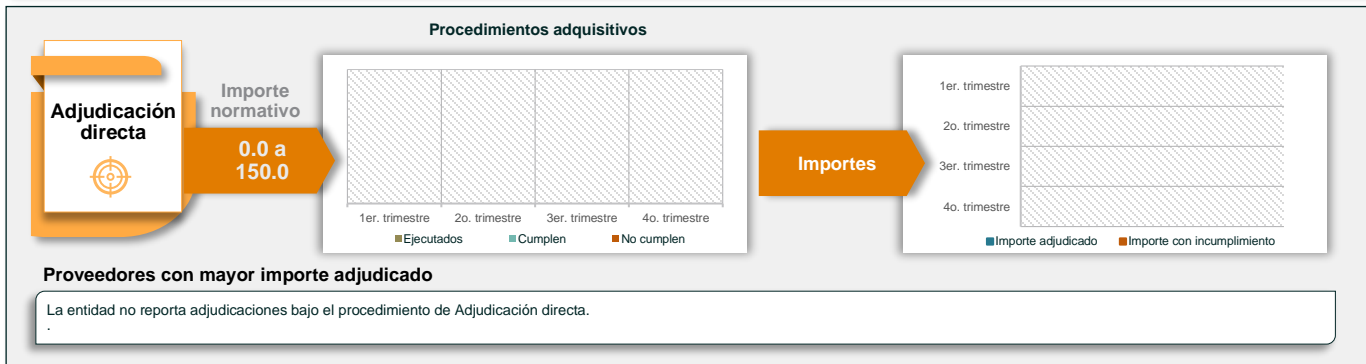 Procedimientos adquisitivos
Adjudicación
directa
Importe
normativo
0.0 a
150.0
1er. trimestre 2o. trimestre 3er. trimestre 4o. trimestre
Ejecutados Cumplen No cumplen
Importes
1er. trimestre
2o. trimestre
3er. trimestre
4o. trimestre
Importe adjudicado Importe con incumplimiento
Proveedores con mayor importe adjudicado
La entidad no reporta adjudicaciones bajo el procedimiento de Adjudicación directa.
.